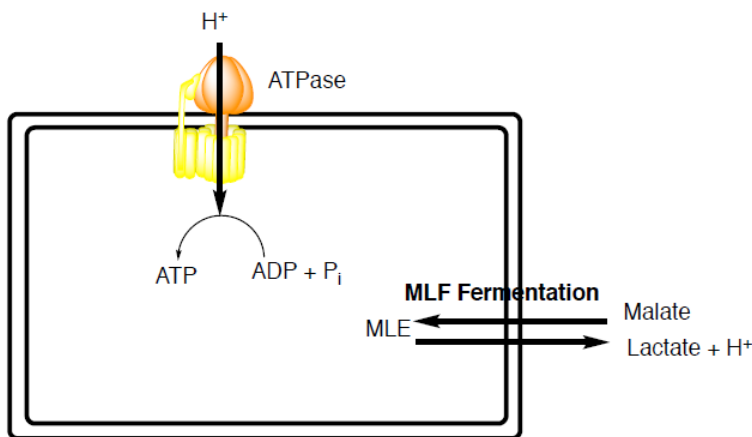 H⁺
ATPase
ATP
ADP + Pᵢ
MLF Fermentation
MLE
Malate
Lactate + H⁺